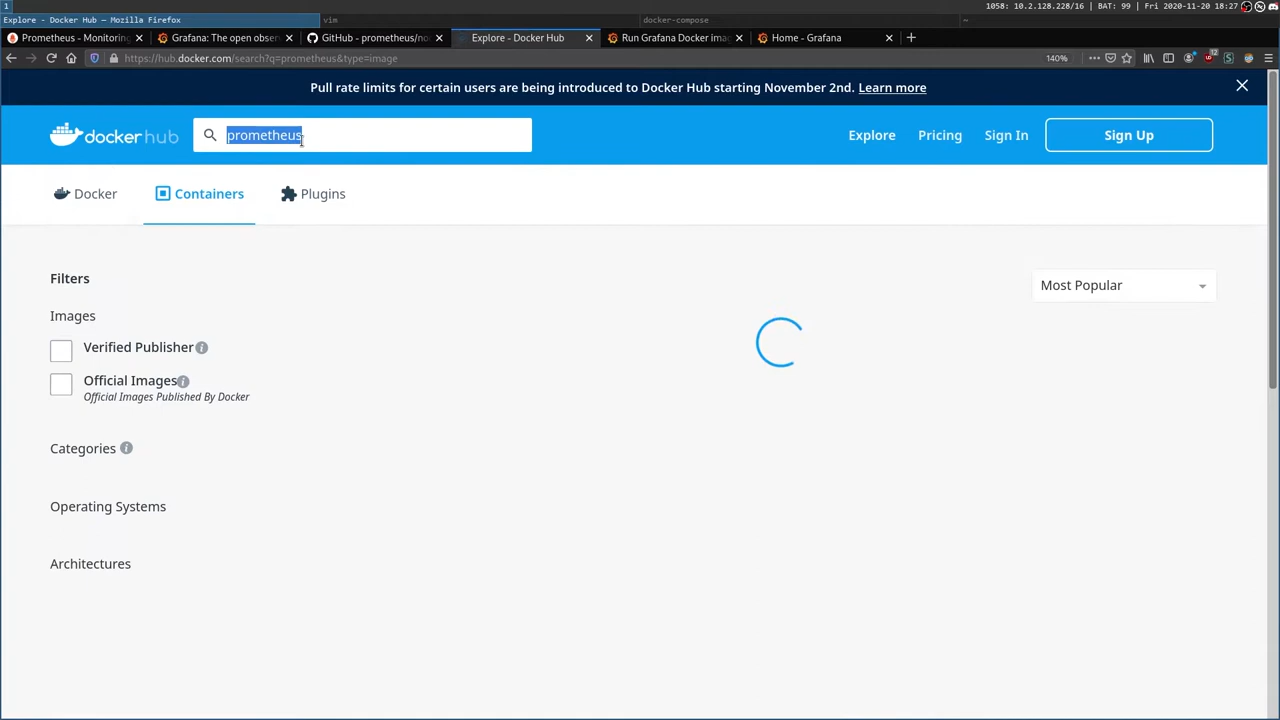 1
1058: 10.2.128.228/16 | BAT: 99 | Fri 2020-11-20 18:27
Explore - Docker Hub — Mozilla Firefox
vim
docker-compose
~
Prometheus - Monitoring
Grafana: The open obser
GitHub - prometheus/no
Explore - Docker Hub
Run Grafana Docker imag
Home - Grafana
https://hub.docker.com/search?q=prometheus&type=image
140%
12
Pull rate limits for certain users are being introduced to Docker Hub starting November 2nd. Learn more
docker hub
prometheus
Explore
Pricing
Sign In
Sign Up
Docker
Containers
Plugins
Filters
Most Popular
Images
Verified Publisher
Official Images
Official Images Published By Docker
Categories
Operating Systems
Architectures